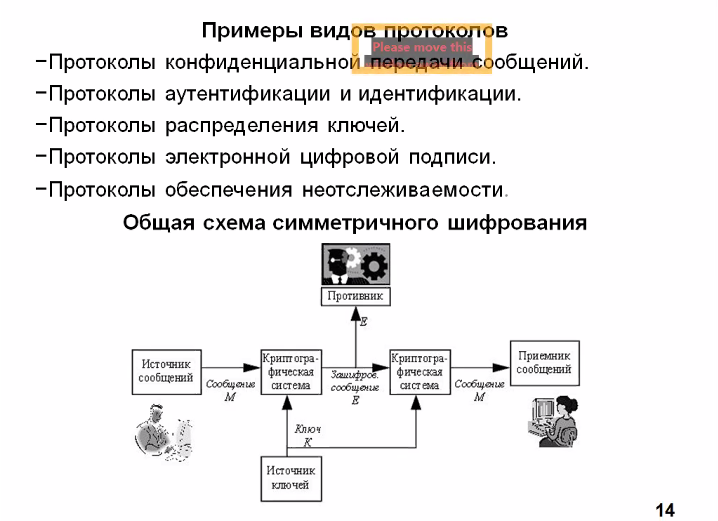 Примеры видов протоколов
Please move this
−Протоколы конфиденциальной передачи сообщений.
−Протоколы аутентификации и идентификации.
−Протоколы распределения ключей.
−Протоколы электронной цифровой подписи.
−Протоколы обеспечения неотслеживаемости.
Общая схема симметричного шифрования
Противник
E
Источник
сообщений
Сообщение
M
Криптогра-
фическая
система
Зашифров.
сообщение
E
Криптогра-
фическая
система
Сообщение
M
Приемник
сообщений
Ключ
K
Источник
ключей
14